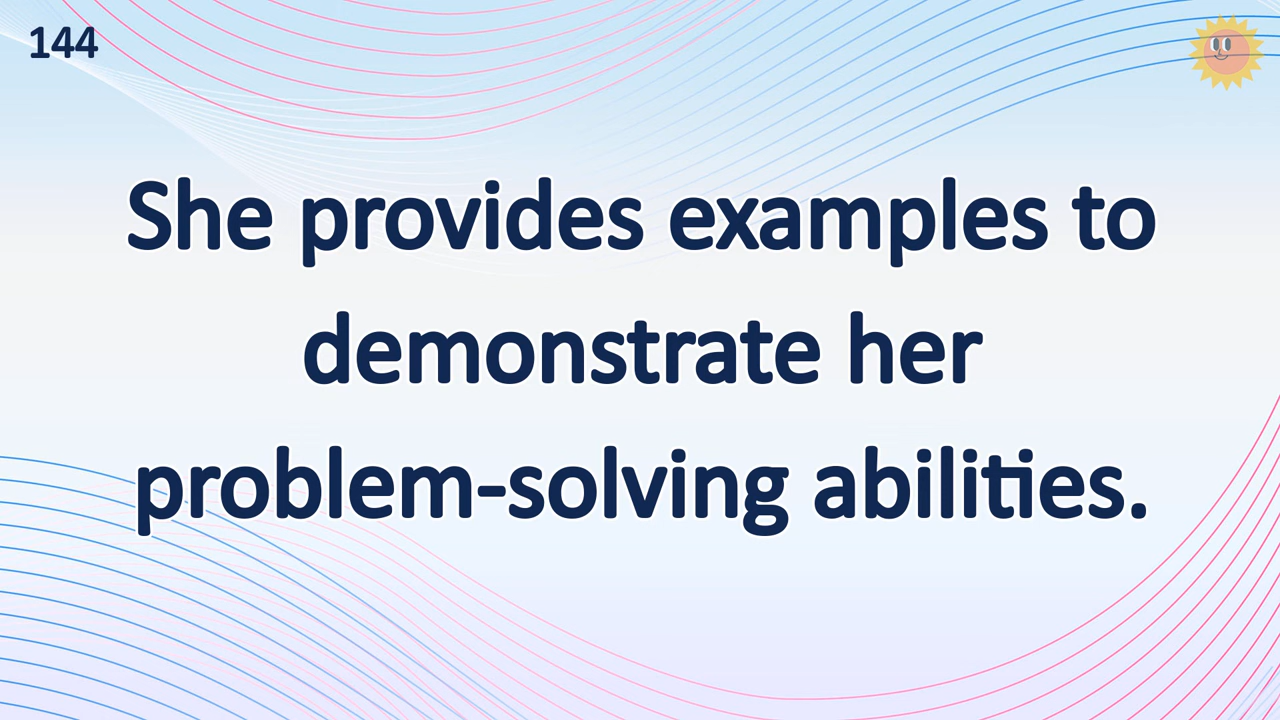 144
She provides examples to
demonstrate her
problem-solving abilities.